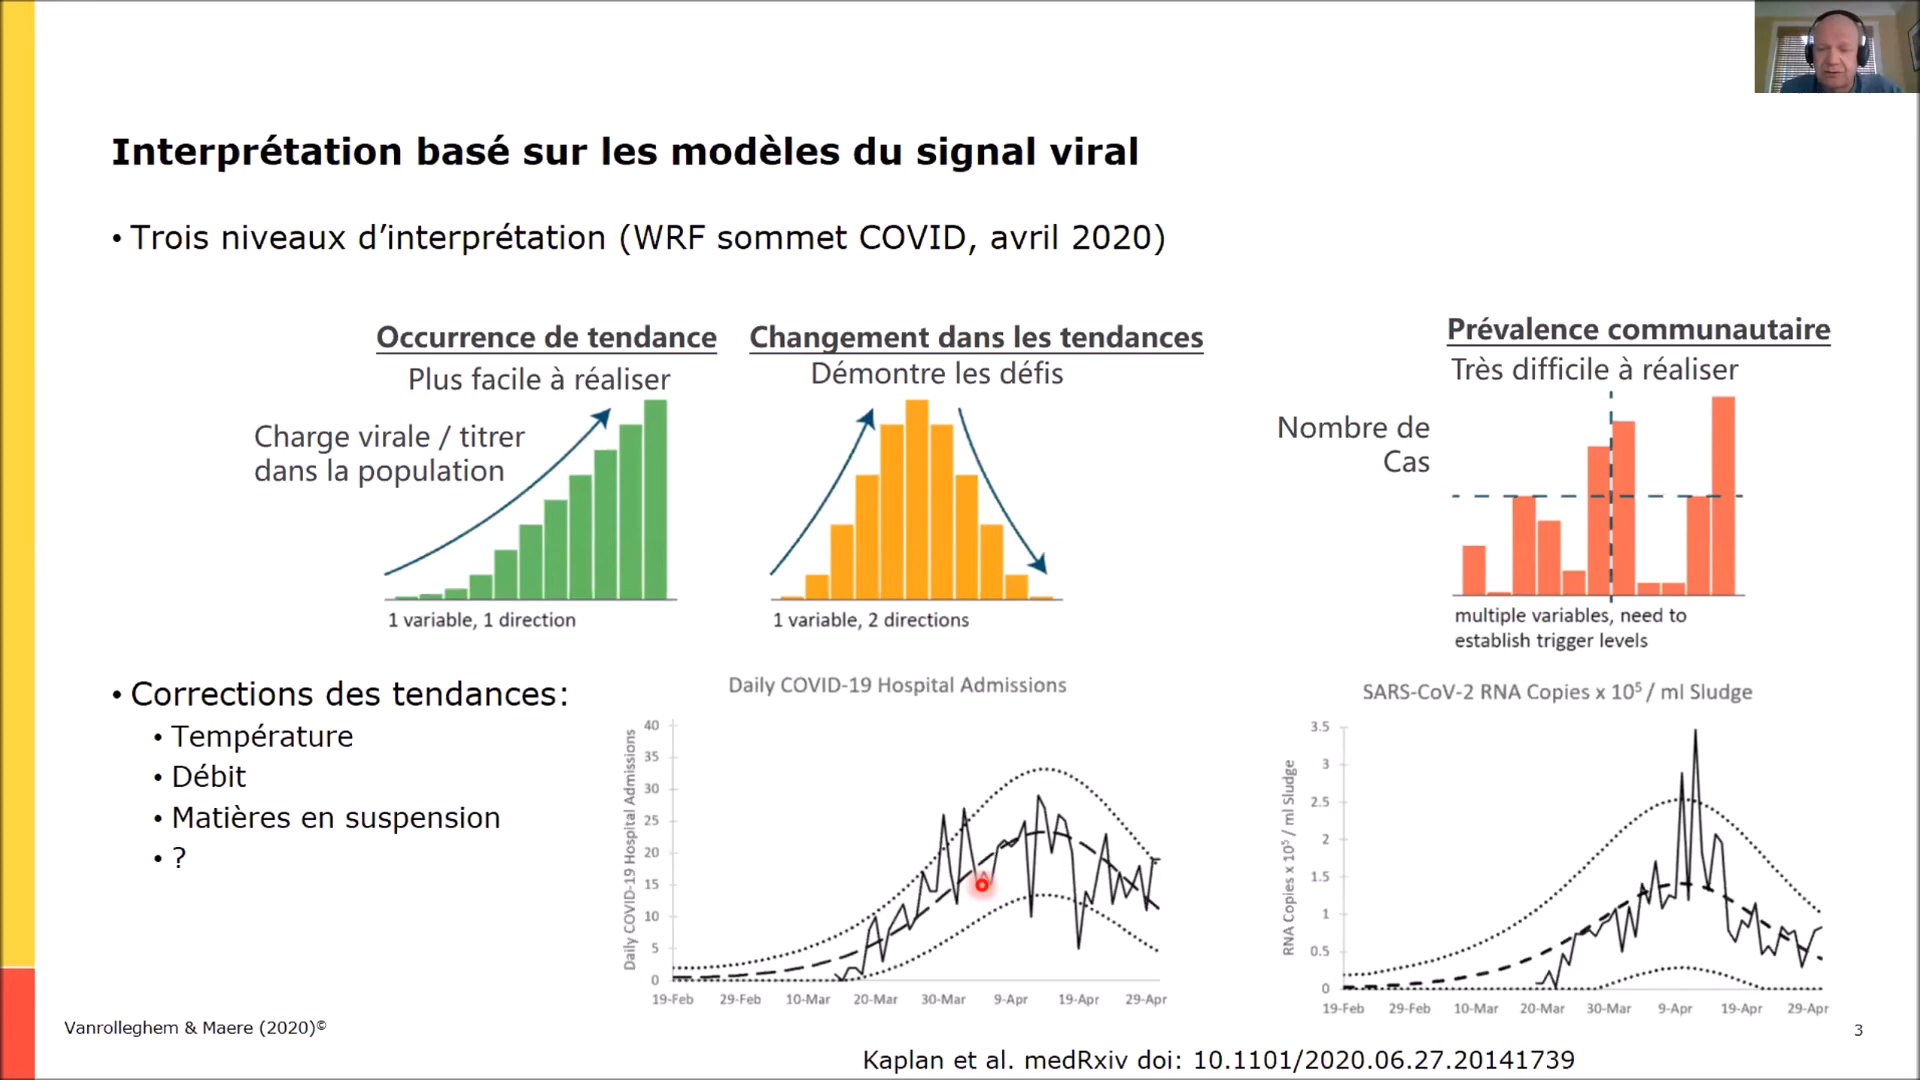 Interprétation basé sur les modèles du signal viral
• Trois niveaux d’interprétation (WRF sommet COVID, avril 2020)
Occurrence de tendance
Plus facile à réaliser
Charge virale / titrer
dans la population
1 variable, 1 direction
Changement dans les tendances
Démontre les défis
1 variable, 2 directions
Prévalence communautaire
Très difficile à réaliser
Nombre de
Cas
multiple variables, need to
establish trigger levels
• Corrections des tendances:
• Température
• Débit
• Matières en suspension
• ?
Daily COVID-19 Hospital Admissions
Daily COVID-19 Hospital Admissions
40
35
30
25
20
15
10
5
0
19-Feb 29-Feb 10-Mar 20-Mar 30-Mar 9-Apr 19-Apr 29-Apr
SARS-CoV-2 RNA Copies x 10⁵ / ml Sludge
RNA Copies x 10⁵ / ml Sludge
3.5
3
2.5
2
1.5
1
0.5
0
19-Feb 29-Feb 10-Mar 20-Mar 30-Mar 9-Apr 19-Apr 29-Apr
Vanrolleghem & Maere (2020)©
3
Kaplan et al. medRxiv doi: 10.1101/2020.06.27.20141739